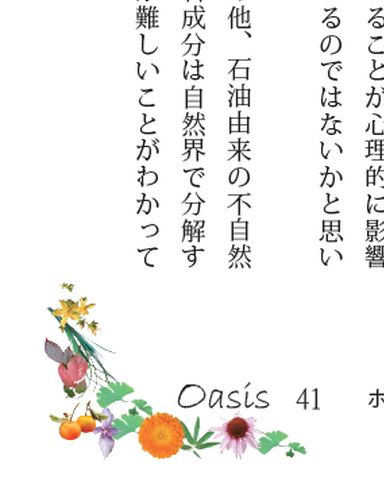 ることが心理的に影響
るのではないかと思い
他、石油由来の不自然
成分は自然界で分解す
難しいことがわかって
Oasis 41 ホ